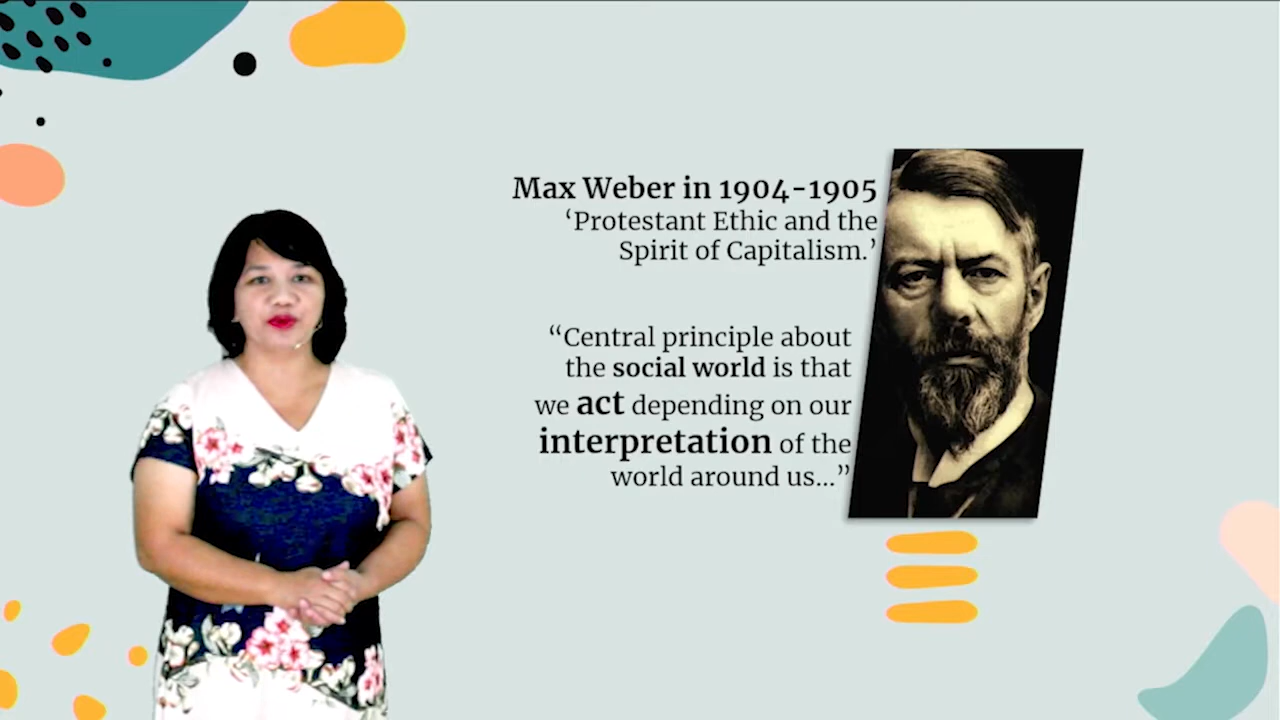 Max Weber in 1904-1905
‘Protestant Ethic and the
Spirit of Capitalism.’
“Central principle about
the social world is that
we act depending on our
interpretation of the
world around us...”